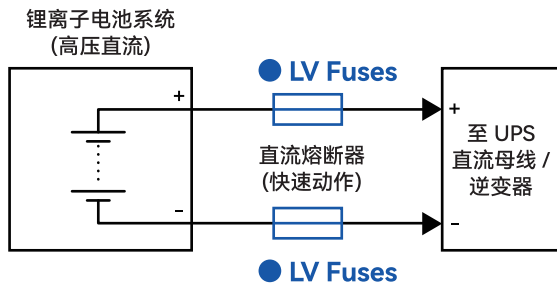 锂离子电池系统
(高压直流)
LV Fuses
+
+
至 UPS
直流母线 /
逆变器
直流熔断器
(快速动作)
-
-
LV Fuses